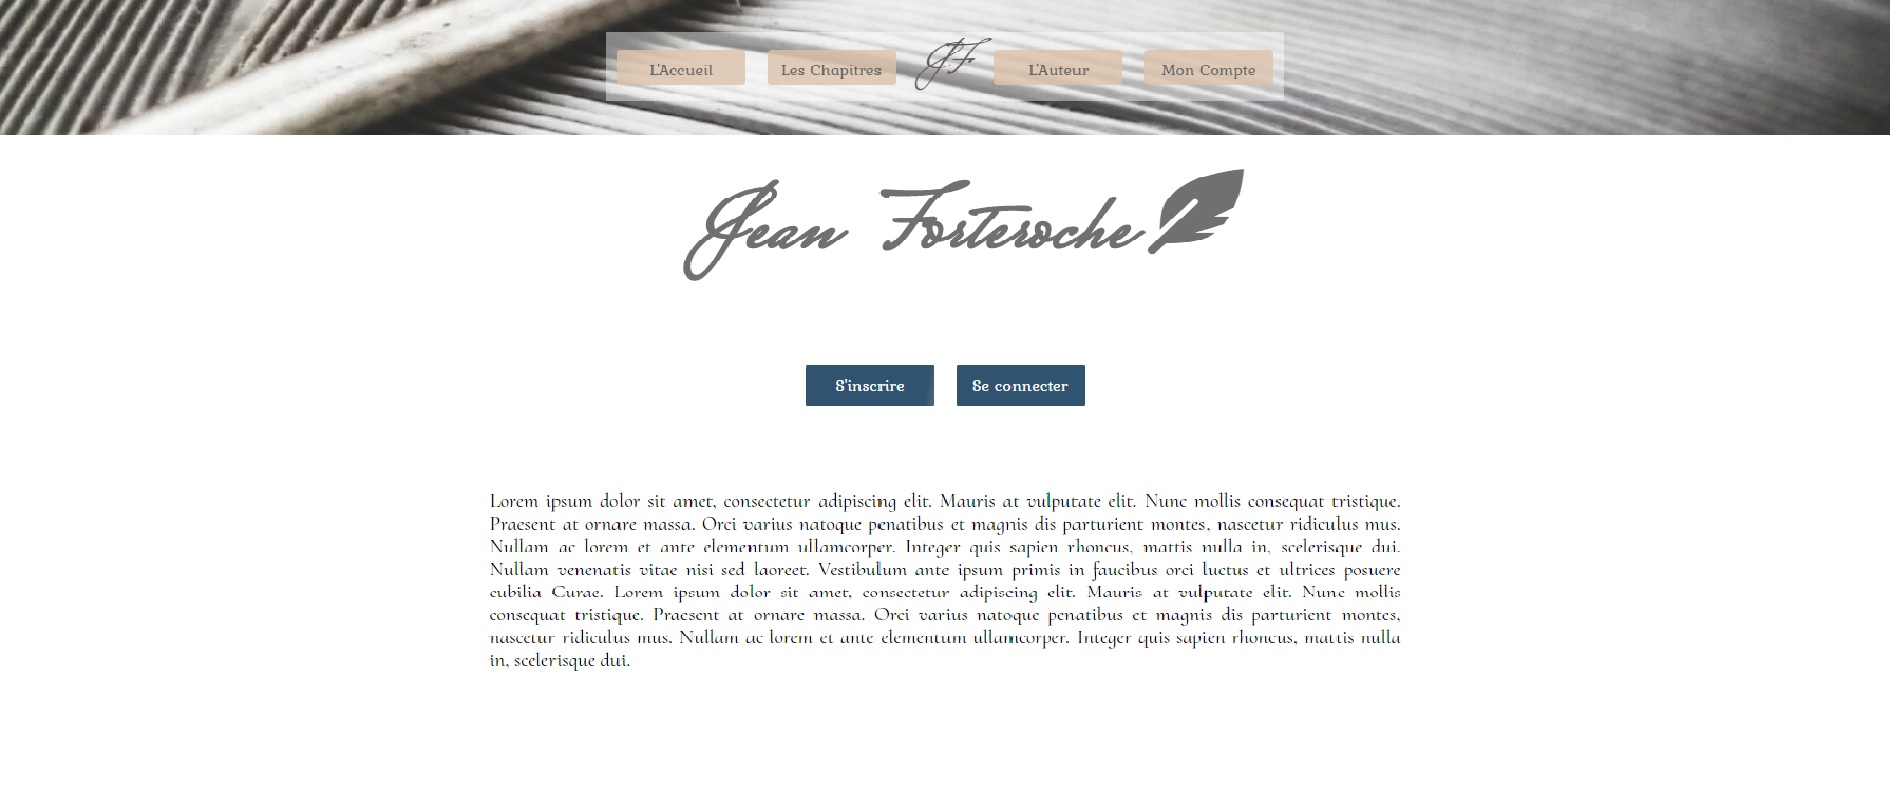 L'Accueil
Les Chapitres
JF
L'Auteur
Mon Compte
Jean Forteroche
S'inscrire
Se connecter
Lorem ipsum dolor sit amet, consectetur adipiscing elit. Mauris at vulputate elit. Nunc mollis consequat tristique.
Praesent at ornare massa. Orci varius natoque penatibus et magnis dis parturient montes, nascetur ridiculus mus.
Nullam ac lorem et ante elementum ullamcorper. Integer quis sapien rhoncus, mattis nulla in, scelerisque dui.
Nullam venenatis vitae nisi sed laoreet. Vestibulum ante ipsum primis in faucibus orci luctus et ultrices posuere
cubilia Curae. Lorem ipsum dolor sit amet, consectetur adipiscing elit. Mauris at vulputate elit. Nunc mollis
consequat tristique. Praesent at ornare massa. Orci varius natoque penatibus et magnis dis parturient montes,
nascetur ridiculus mus. Nullam ac lorem et ante elementum ullamcorper. Integer quis sapien rhoncus, mattis nulla
in, scelerisque dui.